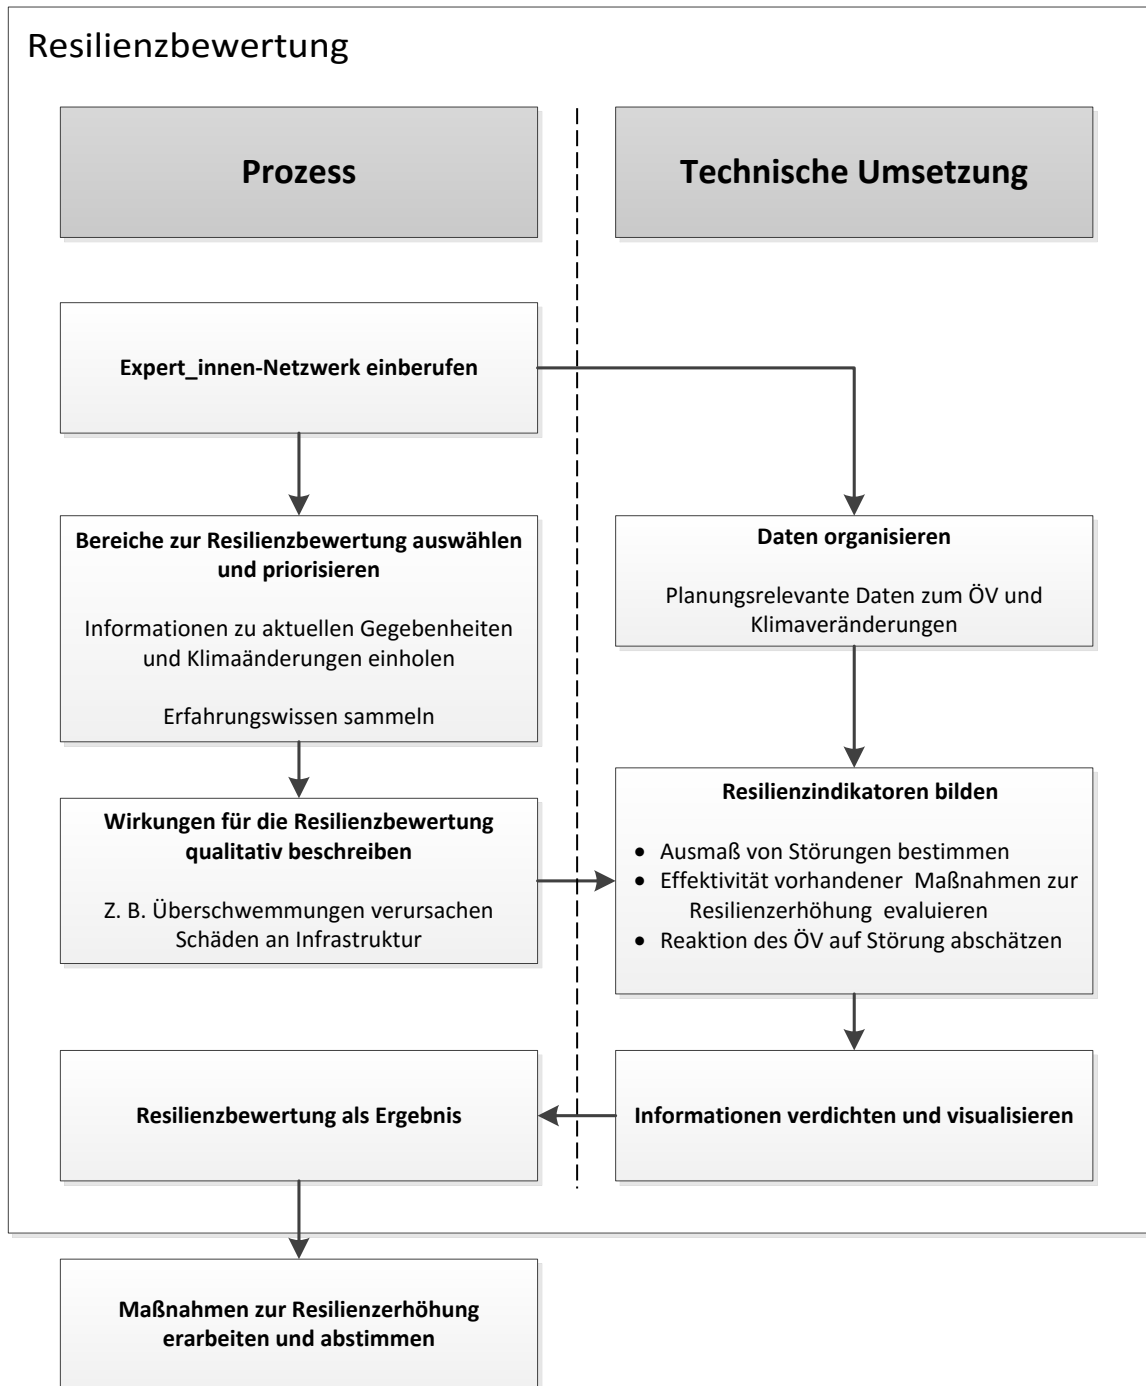 Resilienzbewertung
Prozess
Technische Umsetzung
Expert_innen-Netzwerk einberufen
Bereiche zur Resilienzbewertung auswählen
und priorisieren
Informationen zu aktuellen Gegebenheiten
und Klimaänderungen einholen
Erfahrungswissen sammeln
Daten organisieren
Planungsrelevante Daten zum ÖV und
Klimaveränderungen
Wirkungen für die Resilienzbewertung
qualitativ beschreiben
Z. B. Überschwemmungen verursachen
Schäden an Infrastruktur
Resilienzindikatoren bilden
• Ausmaß von Störungen bestimmen
• Effektivität vorhandener Maßnahmen zur
Resilienzerhöhung evaluieren
• Reaktion des ÖV auf Störung abschätzen
Resilienzbewertung als Ergebnis
Informationen verdichten und visualisieren
Maßnahmen zur Resilienzerhöhung
erarbeiten und abstimmen